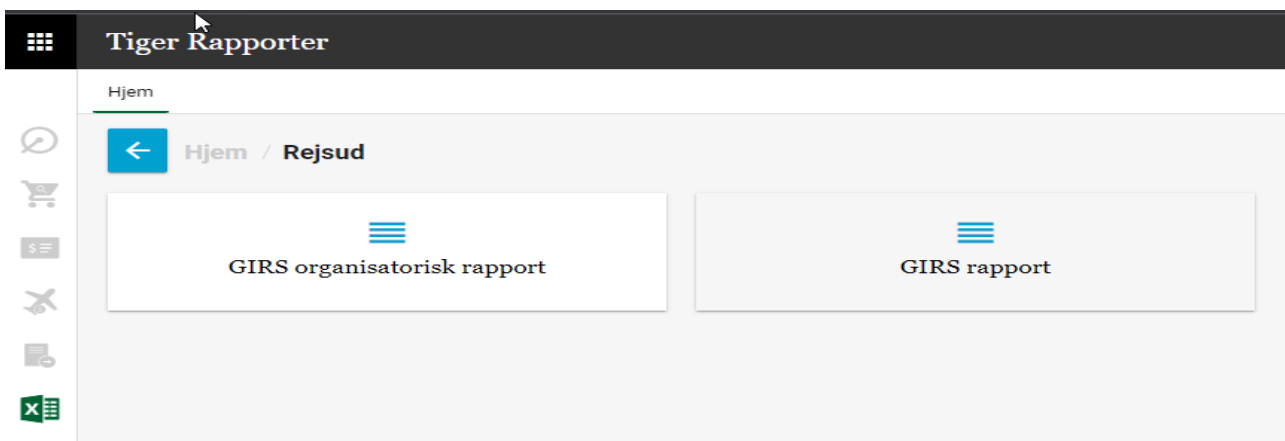 Tiger Rapporter
Hjem
Hjem / Rejsud
GIRS organisatorisk rapport
GIRS rapport